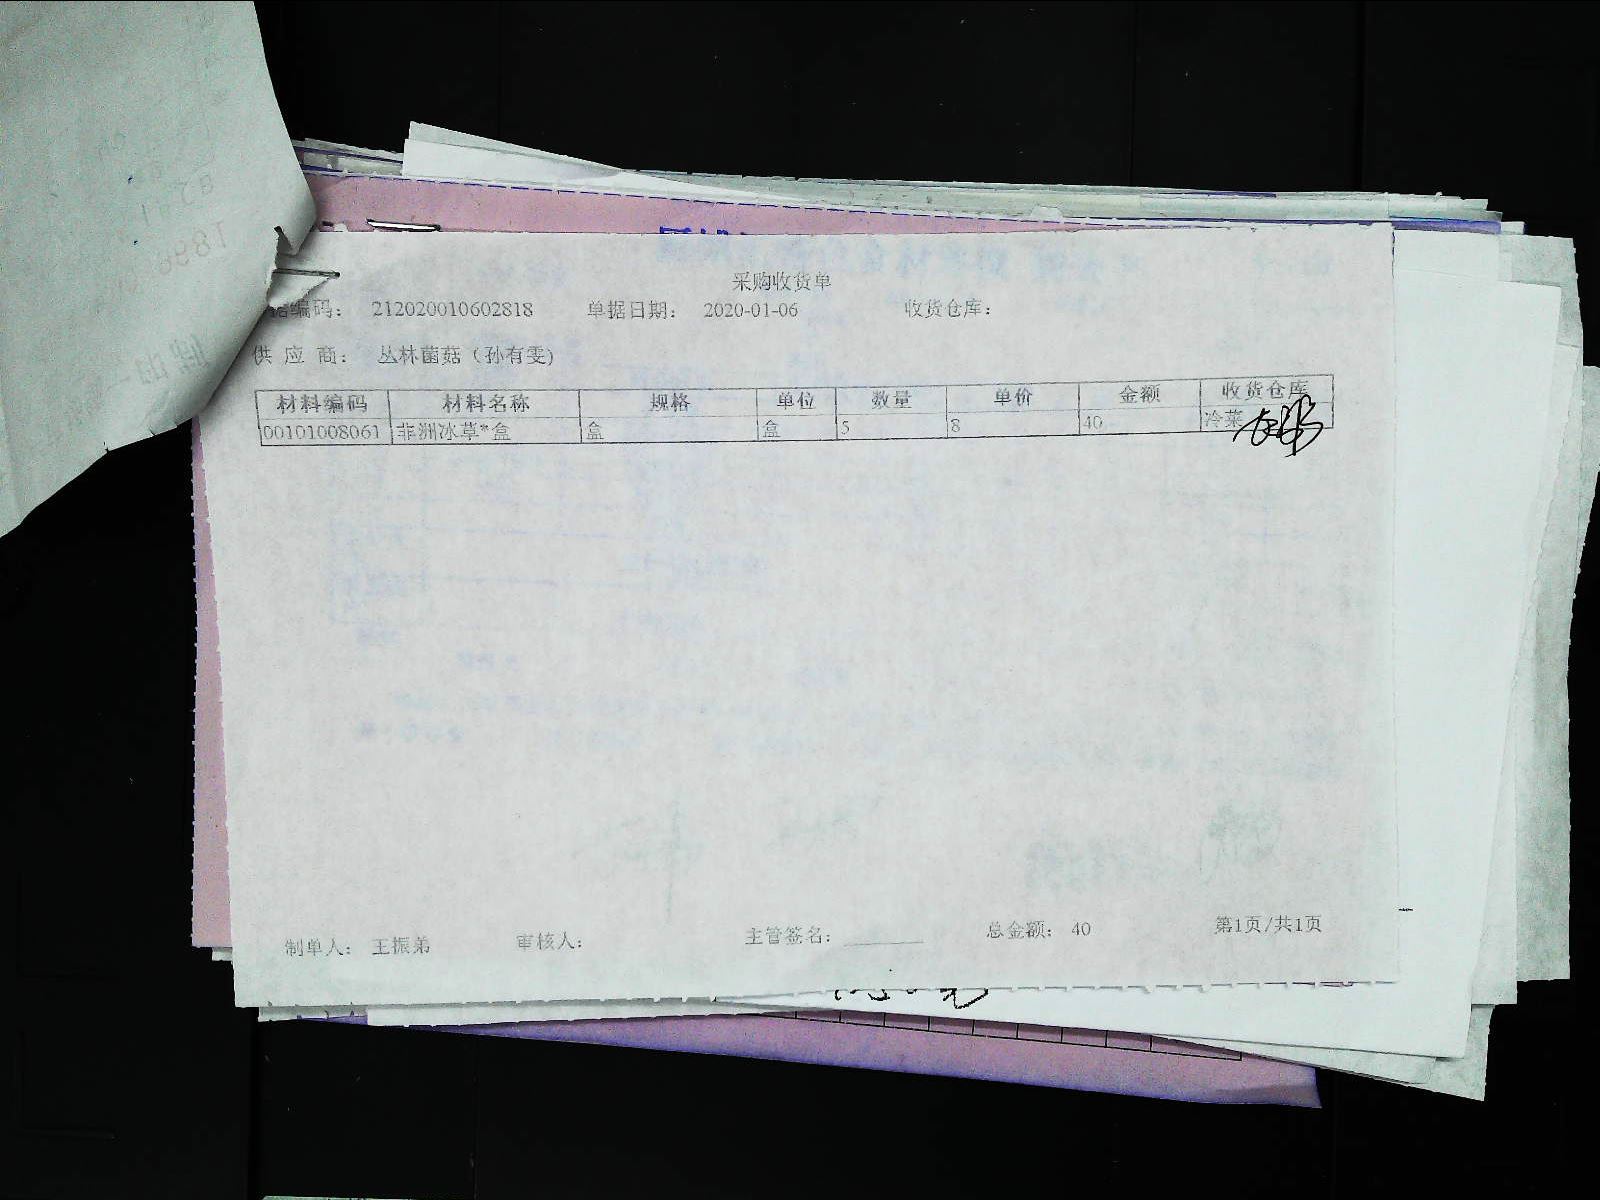 采购收货单
据编码： 212020010602818 单据日期： 2020-01-06 收货仓库：
供 应 商： 丛林菌菇（孙有雯)
材料编码 材料名称 规格 单位 数量 单价 金额 收货仓库
00101008061 非洲冰草*盒 盒 盒 5 8 40 冷菜
制单人： 王振弟 审核人： 主管签名： 总金额： 40 第1页/共1页